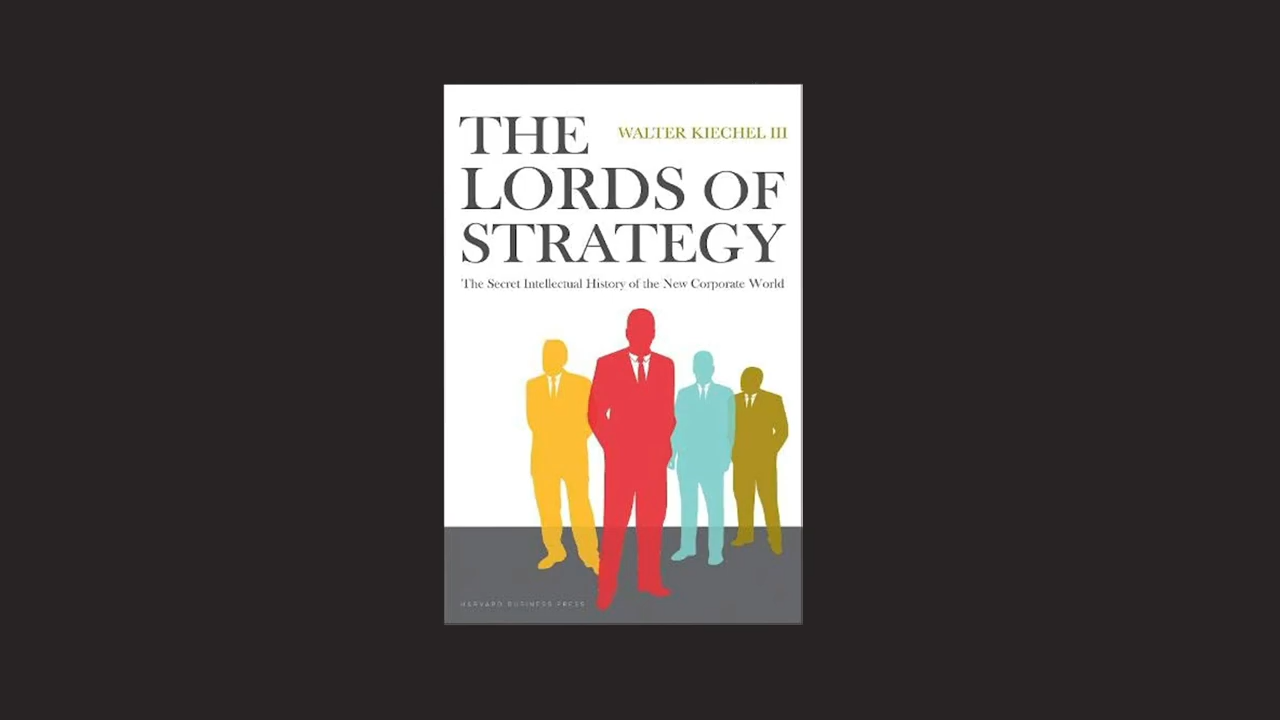 THE
WALTER KIECHEL III
LORDS OF
STRATEGY
The Secret Intellectual History of the New Corporate World
HARVARD BUSINESS PRESS